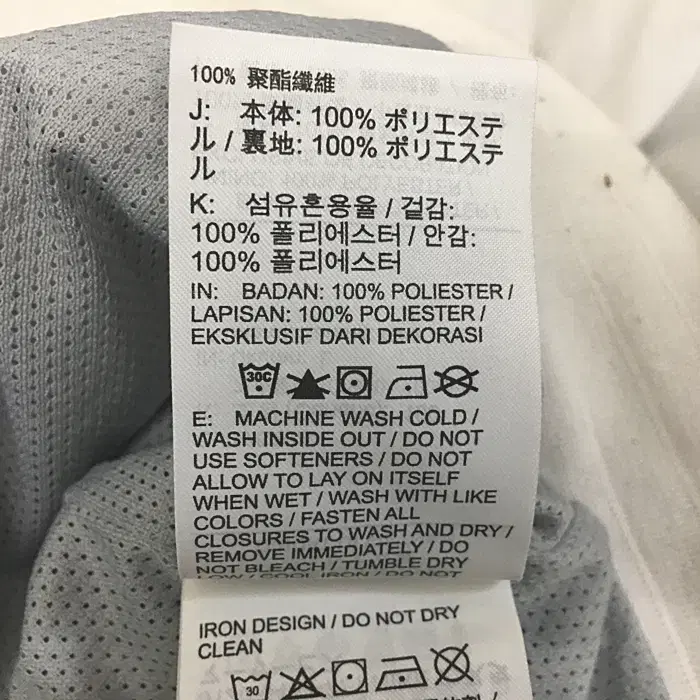 100% 聚酯纖維
J: 本体: 100% ポリエステ
ル / 裏地: 100% ポリエステ
ル
K: 섬유혼용율 / 겉감:
100% 폴리에스터 / 안감:
100% 폴리에스터
IN: BADAN: 100% POLIESTER /
LAPISAN: 100% POLIESTER /
EKSKLUSIF DARI DEKORASI
30C
E: MACHINE WASH COLD /
WASH INSIDE OUT / DO NOT
USE SOFTENERS / DO NOT
ALLOW TO LAY ON ITSELF
WHEN WET / WASH WITH LIKE
COLORS / FASTEN ALL
CLOSURES TO WASH AND DRY /
REMOVE IMMEDIATELY / DO
NOT BLEACH / TUMBLE DRY
LOW / COOL IRON / DO NOT
IRON DESIGN / DO NOT DRY
CLEAN
30